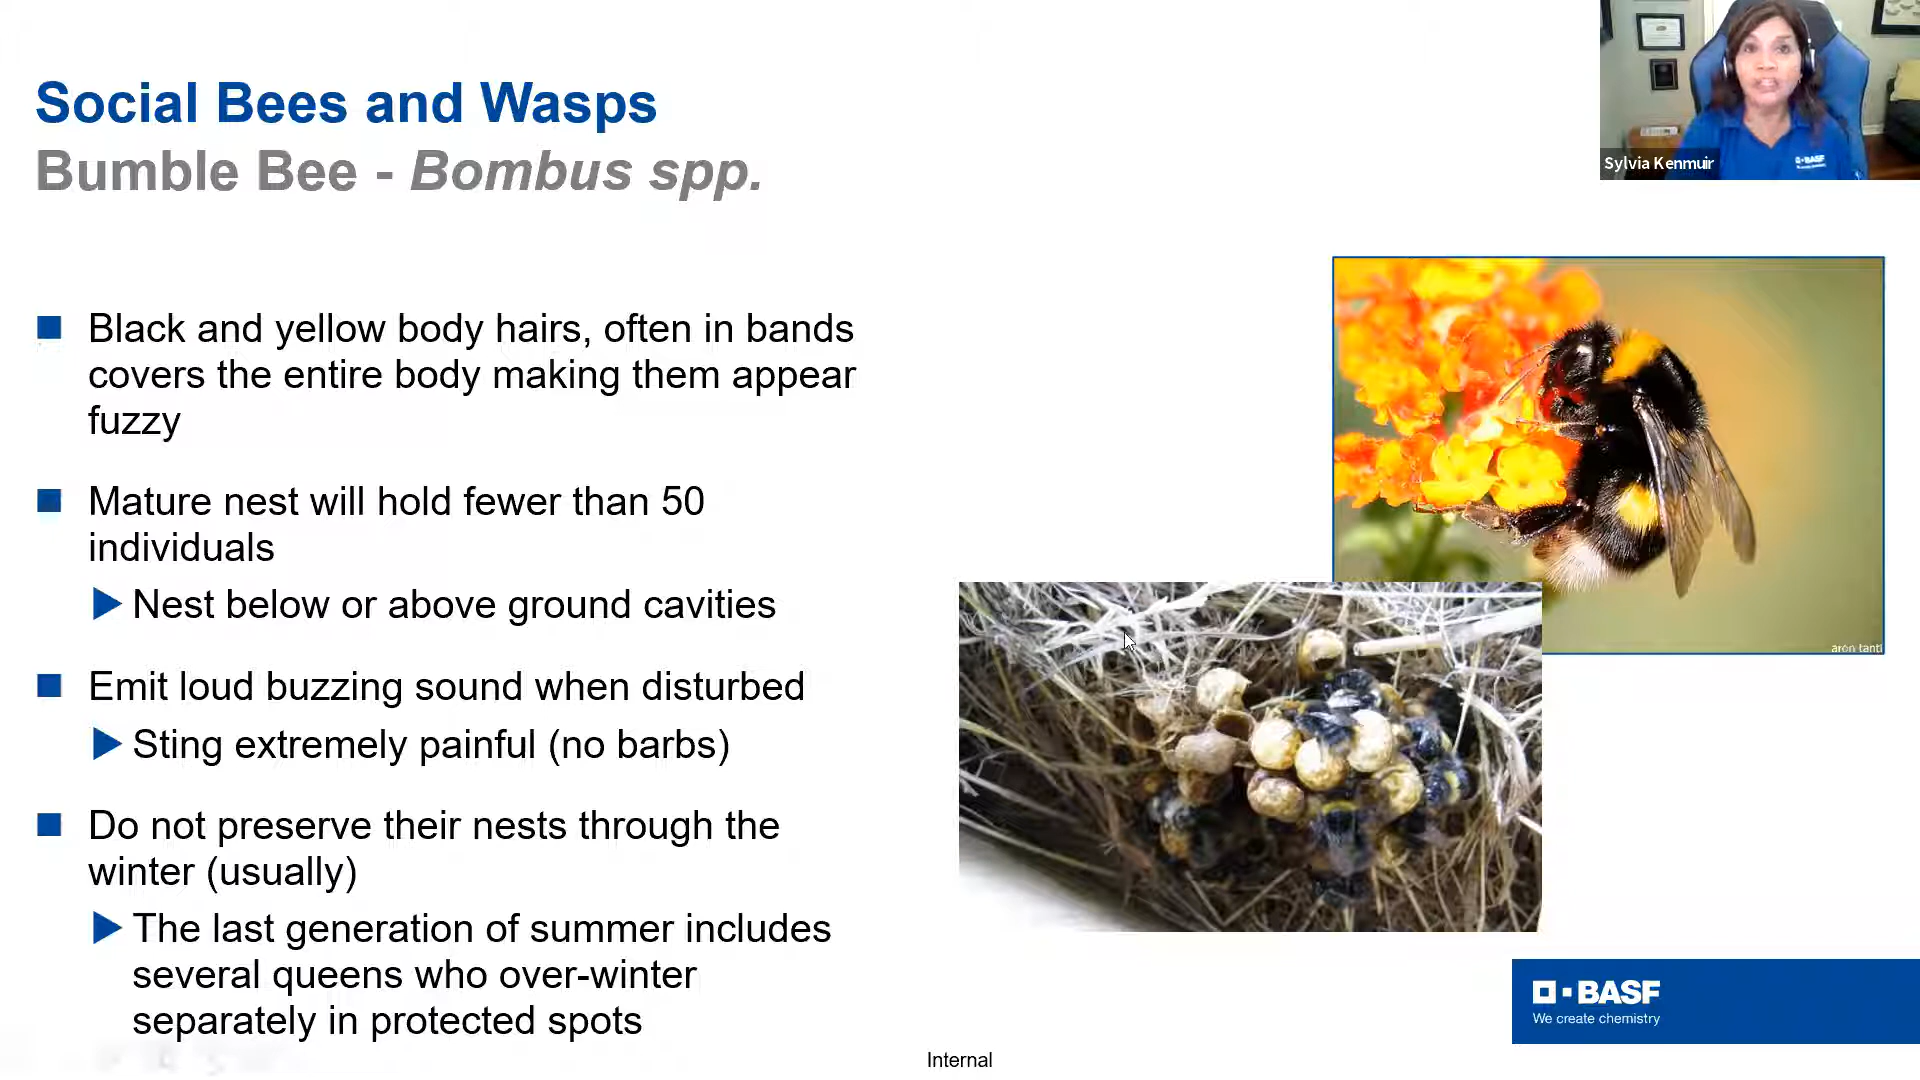 Social Bees and Wasps
Bumble Bee - Bombus spp.
Sylvia Kenmuir
Black and yellow body hairs, often in bands
covers the entire body making them appear
fuzzy
Mature nest will hold fewer than 50
individuals
Nest below or above ground cavities
Emit loud buzzing sound when disturbed
Sting extremely painful (no barbs)
Do not preserve their nests through the
winter (usually)
The last generation of summer includes
several queens who over-winter
separately in protected spots
BASF
aron tanti
BASF
We create chemistry
Internal